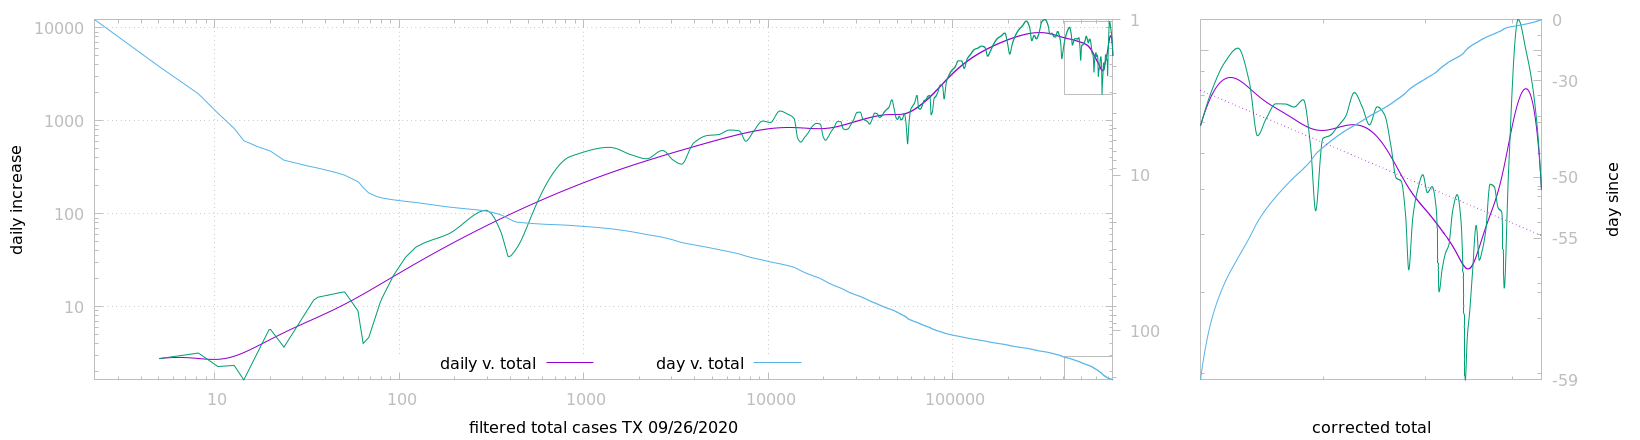 10000
1000
100
10
daily increase
10
100
1000
10000
100000
filtered total cases TX 09/26/2020
daily v. total
day v. total
1
10
100
0
-30
-50
-55
-59
day since
corrected total